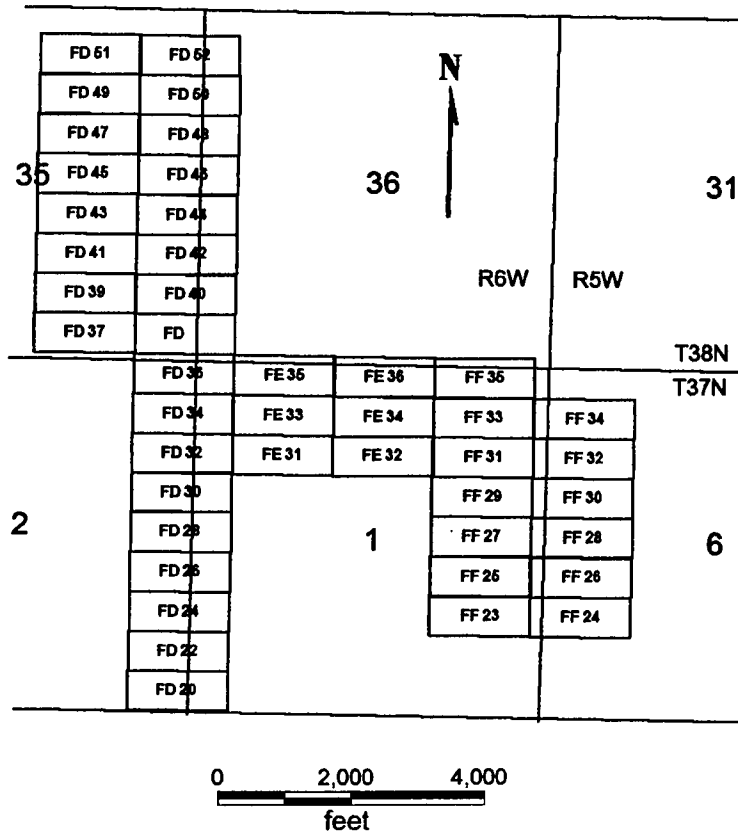 FD 51 FD 52
N
FD 49 FD 50
FD 47 FD 48
35 FD 45 FD 46 36 31
FD 43 FD 44
FD 41 FD 42
R6W R5W
FD 39 FD 40
FD 37 FD
T38N
FD 36 FE 35 FE 36 FF 35
T37N
FD 34 FE 33 FE 34 FF 33 FF 34
FD 32 FE 31 FE 32 FF 31 FF 32
FD 30 FF 29 FF 30
2 FD 28 1 FF 27 FF 28 6
FD 26 FF 25 FF 26
FD 24 FF 23 FF 24
FD 22
FD 20
0 2,000 4,000
feet